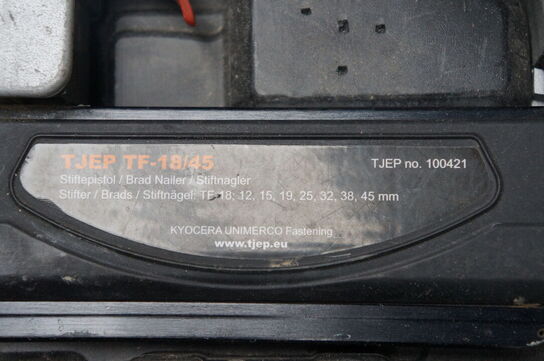 TJEP TF-18/45
TJEP no. 100421
Stiftepistol / Brad Nailer / Stiftnagler
Stifter / Brads / Stiftnägel: TF-18: 12, 15, 19, 25, 32, 38, 45 mm
KYOCERA UNIMERCO Fastening
www.tjep.eu